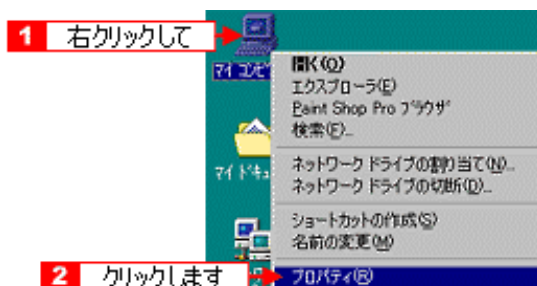 1 右クリックして
マイ コンピ
開く(O)
エクスプローラ(E)
Paint Shop Pro ブラウザ
検索(F)...
マイ ドキュ
ネットワーク ドライブの割り当て(N)...
ネットワーク ドライブの切断(D)...
ショートカットの作成(S)
名前の変更(M)
2 クリックします
プロパティ(R)